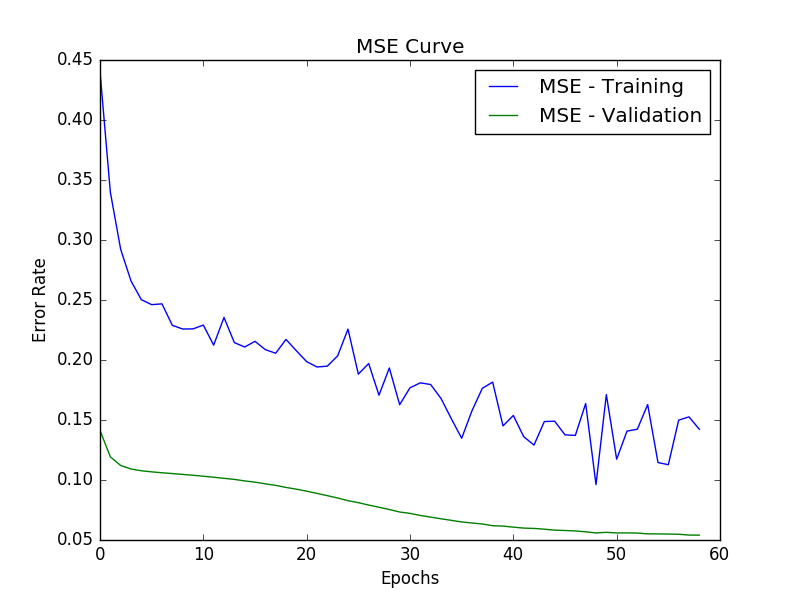 MSE Curve
MSE - Training
MSE - Validation
0.45
0.40
0.35
0.30
0.25
0.20
0.15
0.10
0.05
Error Rate
0 10 20 30 40 50 60
Epochs